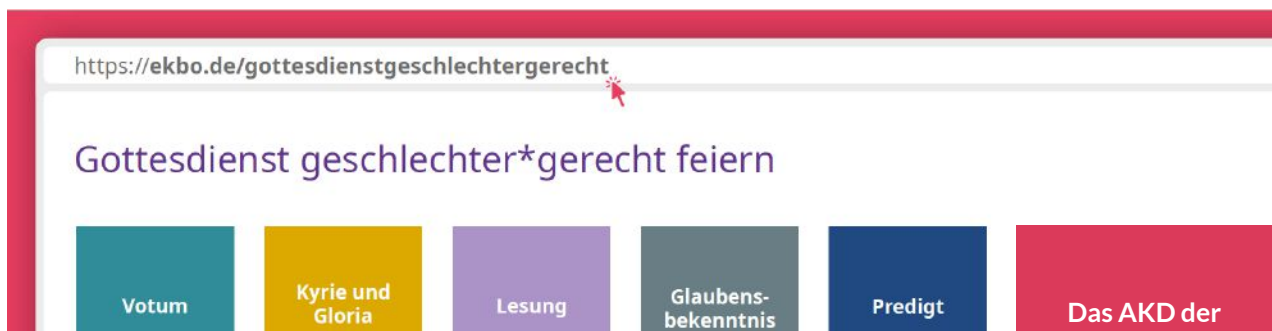 https://ekbo.de/gottesdienstgeschlechtergerecht
Gottesdienst geschlechter*gerecht feiern
Votum
Kyrie und
Gloria
Lesung
Glaubens-
bekenntnis
Predigt
Das AKD der